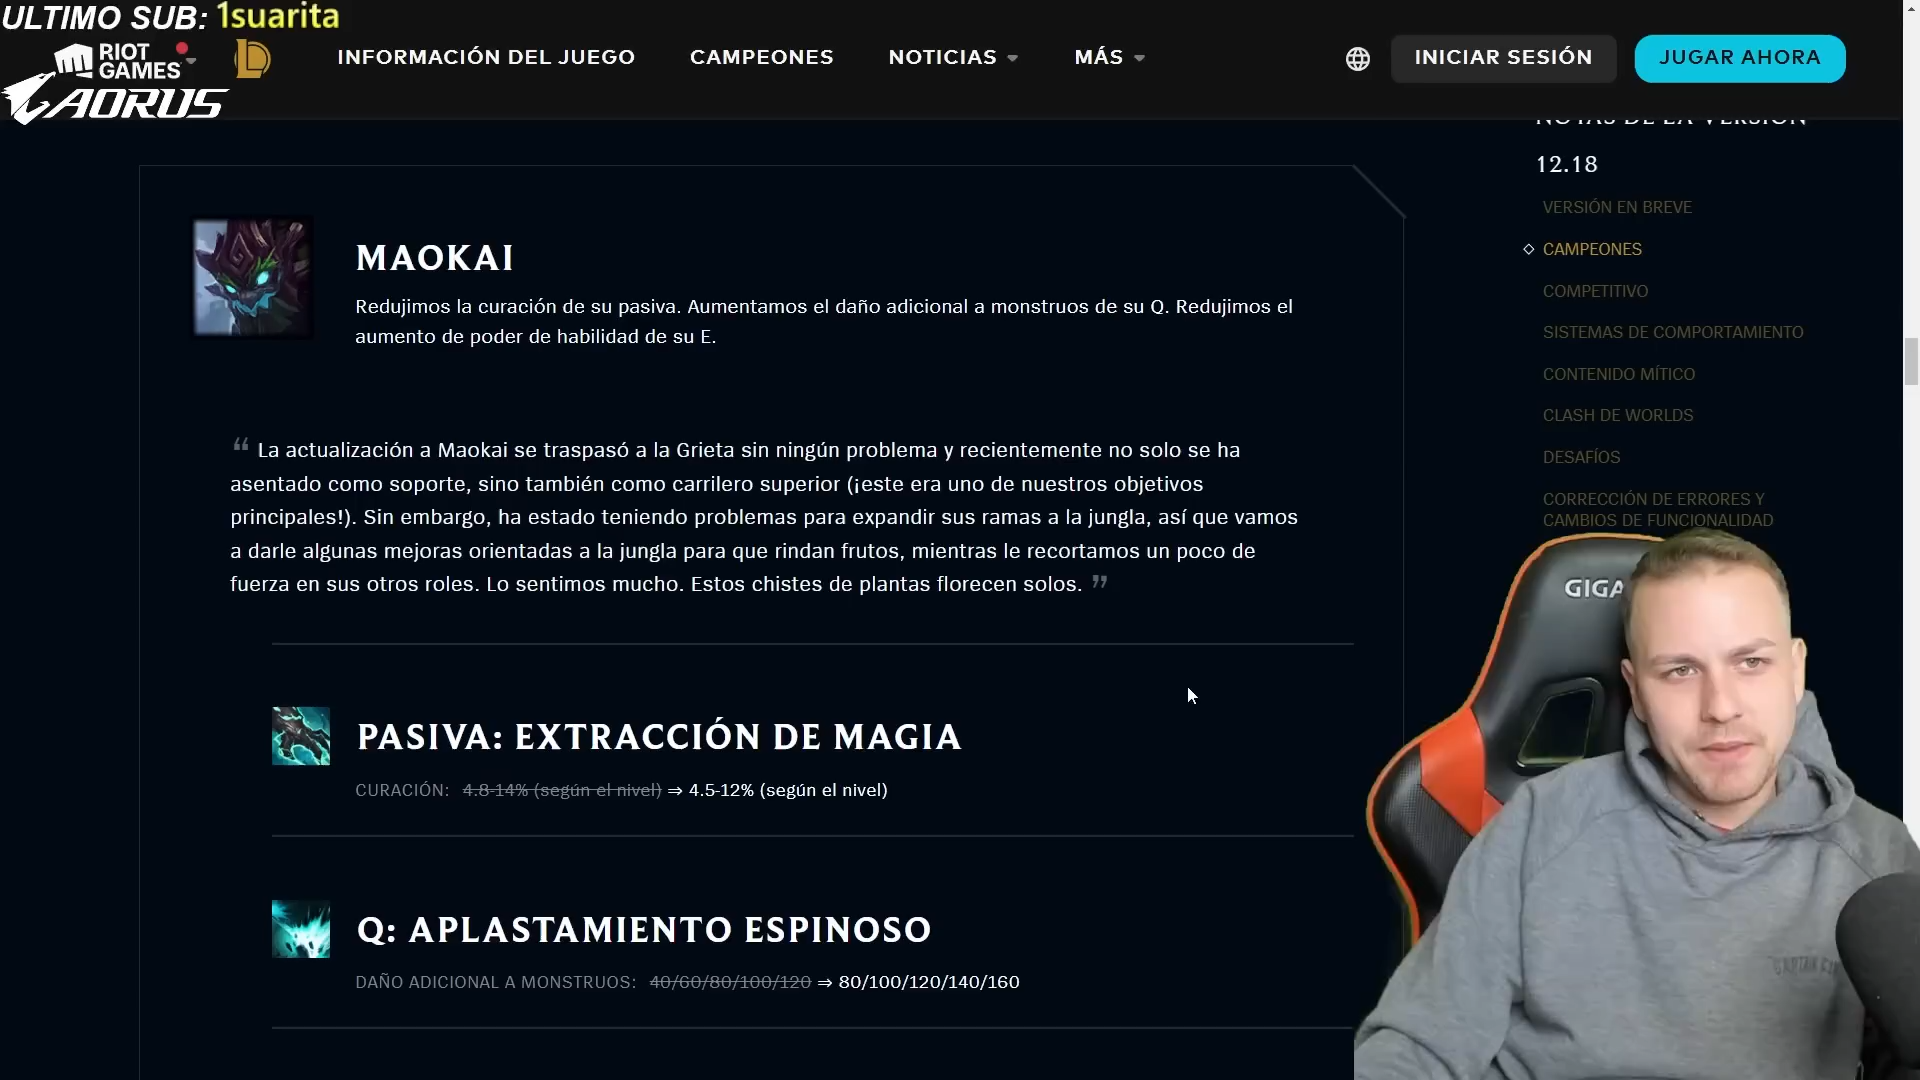 ULTIMO SUB: 1suarita
RIOT GAMES
AORUS
INFORMACIÓN DEL JUEGO
CAMPEONES
NOTICIAS
MÁS
INICIAR SESIÓN
JUGAR AHORA
NOTAS DE LA VERSIÓN
12.18
VERSIÓN EN BREVE
CAMPEONES
COMPETITIVO
SISTEMAS DE COMPORTAMIENTO
CONTENIDO MÍTICO
CLASH DE WORLDS
DESAFÍOS
CORRECCIÓN DE ERRORES Y
CAMBIOS DE FUNCIONALIDAD
MAOKAI
Redujimos la curación de su pasiva. Aumentamos el daño adicional a monstruos de su Q. Redujimos el
aumento de poder de habilidad de su E.
“ La actualización a Maokai se traspasó a la Grieta sin ningún problema y recientemente no solo se ha
asentado como soporte, sino también como carrilero superior (¡este era uno de nuestros objetivos
principales!). Sin embargo, ha estado teniendo problemas para expandir sus ramas a la jungla, así que vamos
a darle algunas mejoras orientadas a la jungla para que rindan frutos, mientras le recortamos un poco de
fuerza en sus otros roles. Lo sentimos mucho. Estos chistes de plantas florecen solos. ”
PASIVA: EXTRACCIÓN DE MAGIA
CURACIÓN: 4.8-14% (según el nivel) ⇒ 4.5-12% (según el nivel)
Q: APLASTAMIENTO ESPINOSO
DAÑO ADICIONAL A MONSTRUOS: 40/60/80/100/120 ⇒ 80/100/120/140/160
GIGA